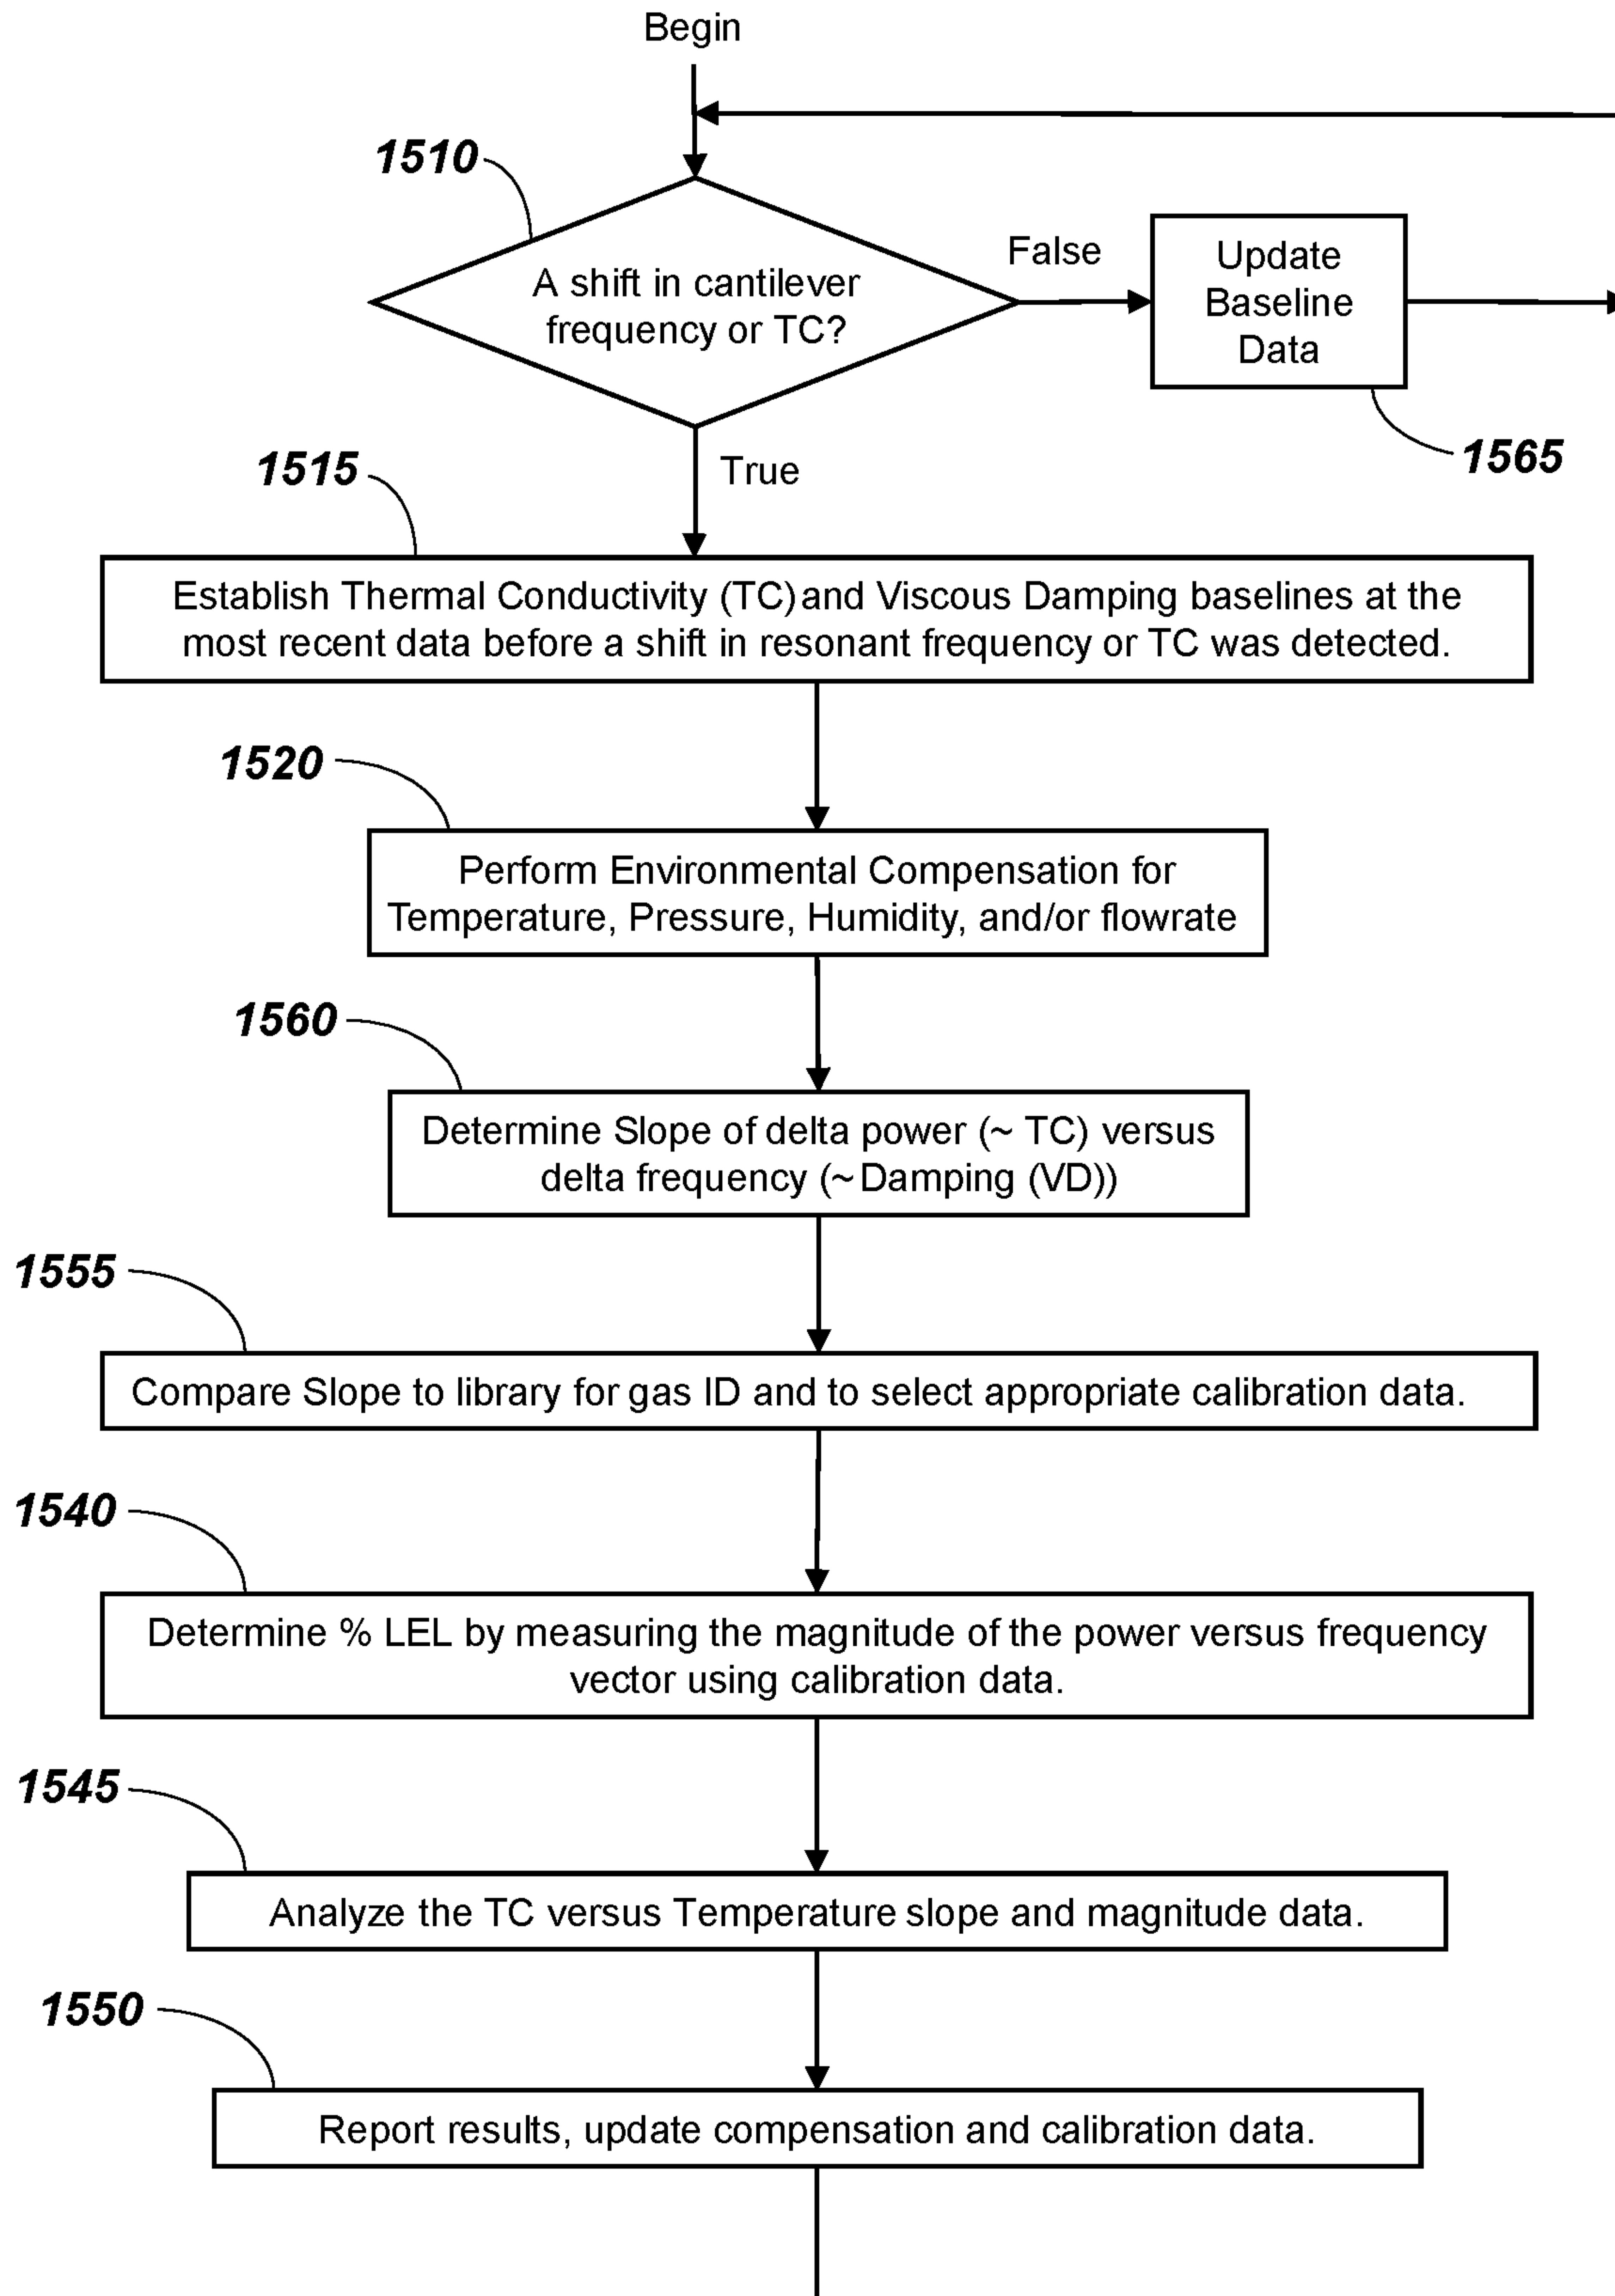 Begin
1510
A shift in cantilever
frequency or TC?
False
Update
Baseline
Data
1565
True
1515
Establish Thermal Conductivity (TC) and Viscous Damping baselines at the
most recent data before a shift in resonant frequency or TC was detected.
1520
Perform Environmental Compensation for
Temperature, Pressure, Humidity, and/or flowrate
1560
Determine Slope of delta power (~ TC) versus
delta frequency (~Damping (VD))
1555
Compare Slope to library for gas ID and to select appropriate calibration data.
1540
Determine % LEL by measuring the magnitude of the power versus frequency
vector using calibration data.
1545
Analyze the TC versus Temperature slope and magnitude data.
1550
Report results, update compensation and calibration data.